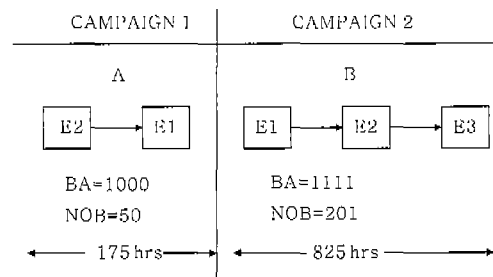 CAMPAIGN 1 CAMPAIGN 2
A B
E2 E1 E1 E2 E3
BA=1000 BA=1111
NOB=50 NOB=201
175 hrs 825 hrs